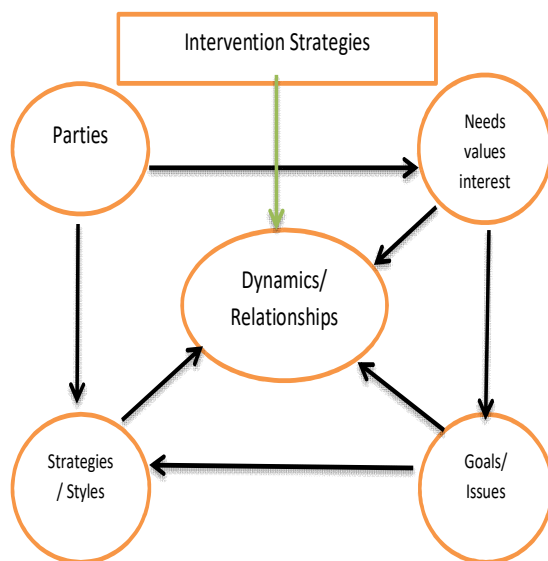 Intervention Strategies
Parties
Needs
values
interest
Dynamics/
Relationships
Strategies
/ Styles
Goals/
Issues